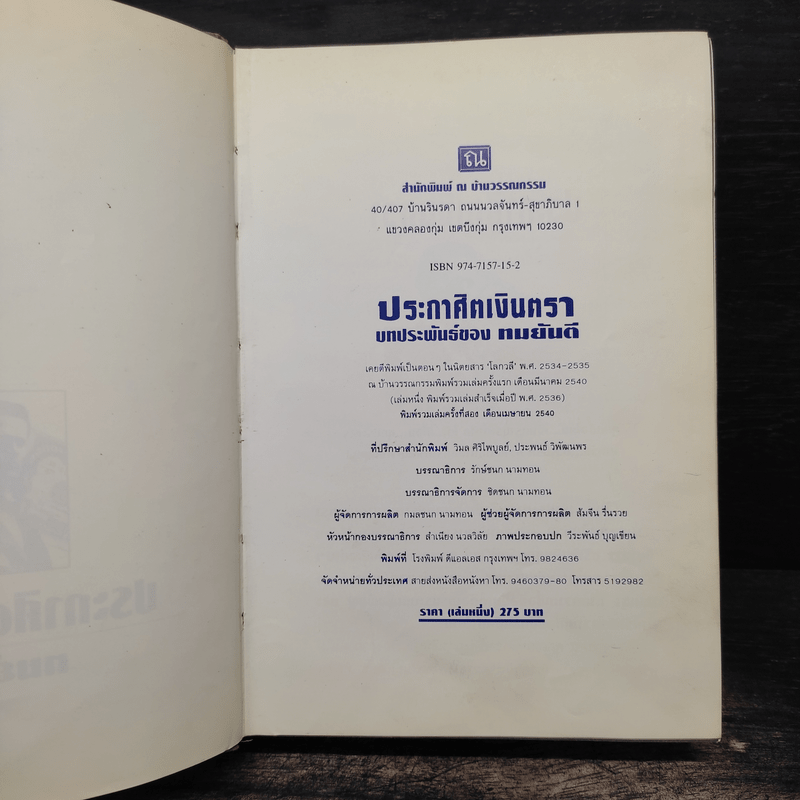 ณ
สำนักพิมพ์ ณ บ้านวรรณกรรม
40/407 บ้านรินรดา ถนนนวลจันทร์-สุขาภิบาล 1
แขวงคลองกุ่ม เขตบึงกุ่ม กรุงเทพฯ 10230
ISBN 974-7157-15-2
ประกาศิตเงินตรา
บทประพันธ์ของ ทมยันตี
เคยตีพิมพ์เป็นตอนๆ ในนิตยสาร "โลกวลี" พ.ศ. 2534-2535
ณ บ้านวรรณกรรมพิมพ์รวมเล่มครั้งแรก เดือนมีนาคม 2540
(เล่มหนึ่ง พิมพ์รวมเล่มสำเร็จเมื่อปี พ.ศ. 2536)
พิมพ์รวมเล่มครั้งที่สอง เดือนเมษายน 2540
ที่ปรึกษาสำนักพิมพ์ วิมล ศิริไพบูลย์, ประพนธ์ วิพัฒนพร
บรรณาธิการ รักษ์ชนก นามทอน
บรรณาธิการจัดการ ชิดชนก นามทอน
ผู้จัดการการผลิต กมลชนก นามทอน ผู้ช่วยผู้จัดการการผลิต ส้มจีน รื่นรวย
หัวหน้ากองบรรณาธิการ สำเนียง นวลวิลัย ภาพประกอบปก วีระพันธ์ บุญเขียน
พิมพ์ที่ โรงพิมพ์ ดีแอลเอส กรุงเทพฯ โทร. 9824636
จัดจำหน่ายทั่วประเทศ สายส่งหนังสือหนังหา โทร. 9460379-80 โทรสาร 5192982
ราคา (เล่มหนึ่ง) 275 บาท